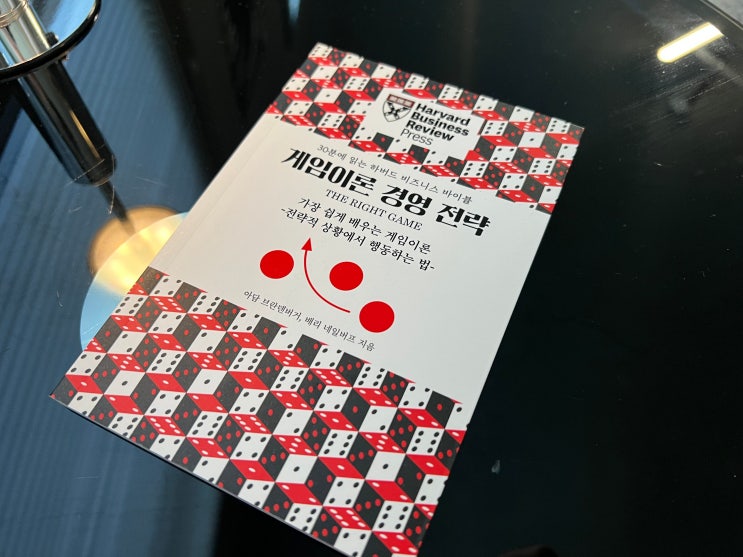 Harvard
Business
Review
Press
30분에 읽는 하버드 비즈니스 바이블
게임이론 경영 전략
THE RIGHT GAME
가장 쉽게 배우는 게임이론
-전략적 상황에서 행동하는 법-
아담 브란덴버거, 배리 네일버프 지음